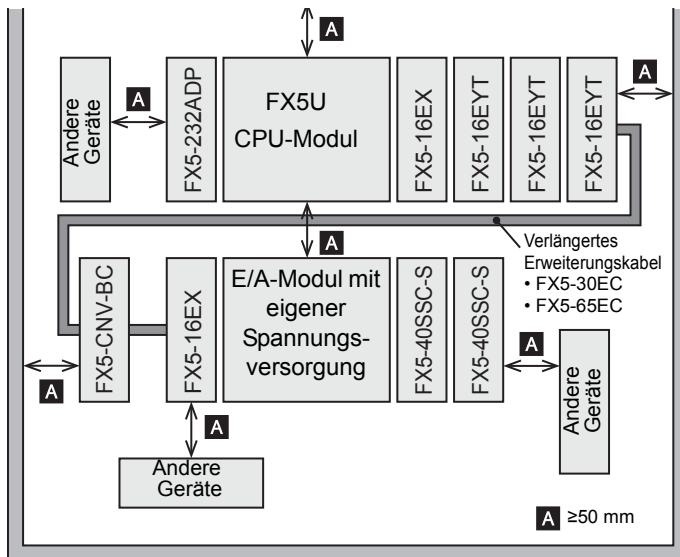 A
Andere
Geräte
A
FX5-232ADP
FX5U
CPU-Modul
FX5-16EX
FX5-16EYT
FX5-16EYT
FX5-16EYT
A
A
Verlängertes
Erweiterungskabel
• FX5-30EC
• FX5-65EC
FX5-CNV-BC
FX5-16EX
E/A-Modul mit
eigener
Spannungs-
versorgung
FX5-40SSC-S
FX5-40SSC-S
A
Andere
Geräte
A
A
Andere
Geräte
A ≥50 mm